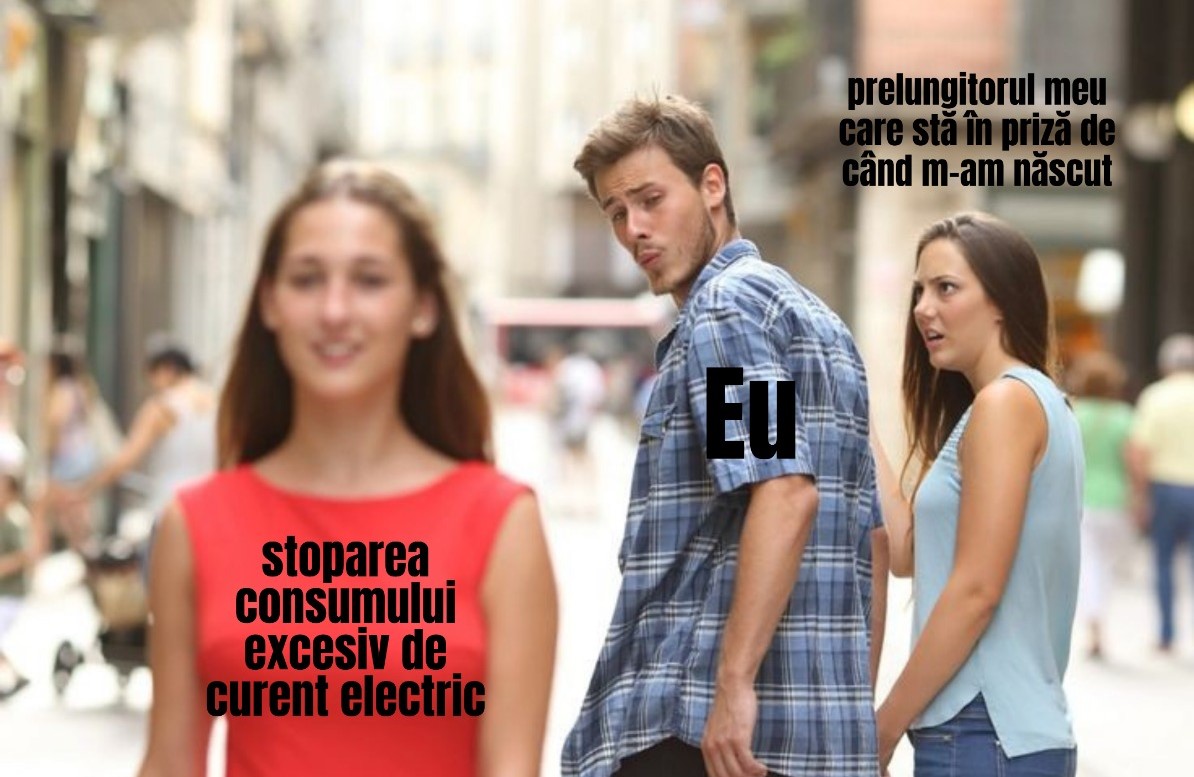 prelungitorul meu
care stă în priză de
când m-am născut
Eu
stoparea
consumului
excesiv de
curent electric